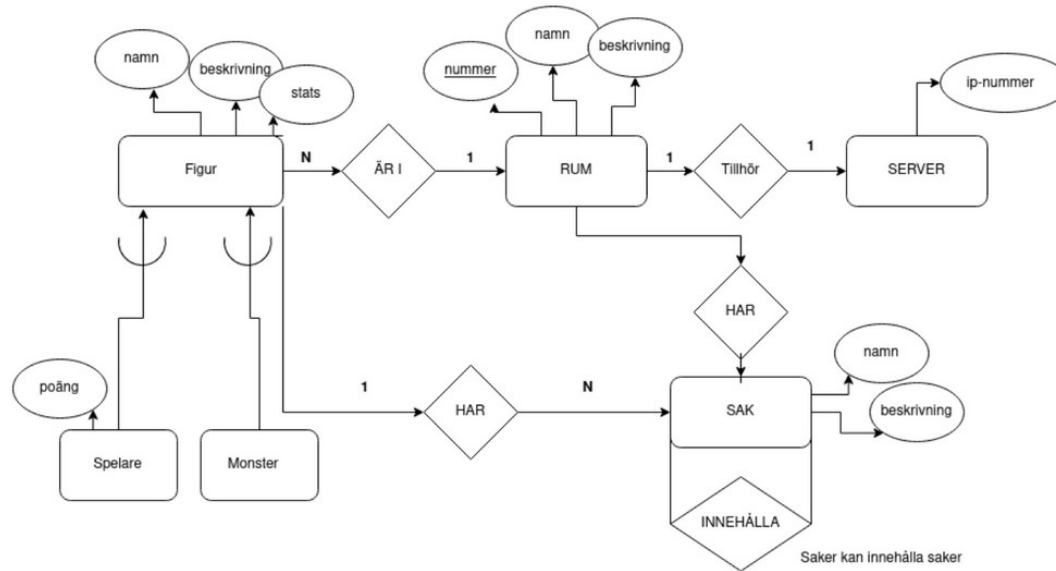 namn
beskrivning
stats
nummer
namn
beskrivning
ip-nummer
Figur
N
ÄR I
1
RUM
1
Tillhör
1
SERVER
HAR
namn
poäng
1
HAR
N
SAK
beskrivning
Spelare
Monster
INNEHÅLLA
Saker kan innehålla saker